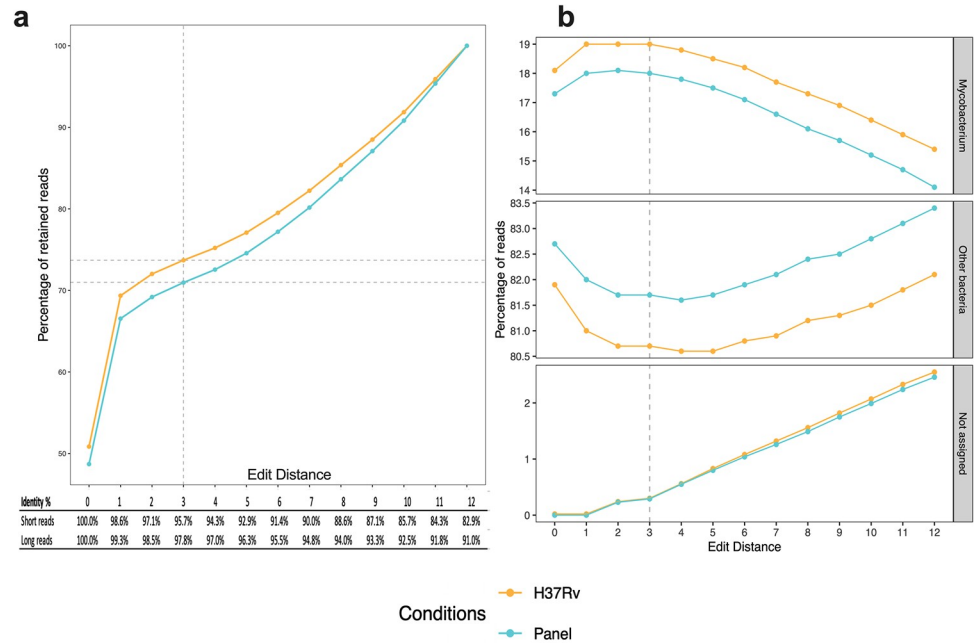 a
b
Percentage of retained reads
100
90
80
70
60
50
Edit Distance
Identity % 0 1 2 3 4 5 6 7 8 9 10 11 12
Short reads 100.0% 98.6% 97.1% 95.7% 94.3% 92.9% 91.4% 90.0% 88.6% 87.1% 85.7% 84.3% 82.9%
Long reads 100.0% 99.3% 98.5% 97.8% 97.0% 96.3% 95.5% 94.8% 94.0% 93.3% 92.5% 91.8% 91.0%
Percentage of reads
19
18
17
16
15
14
Mycobacterium
83.5
83.0
82.5
82.0
81.5
81.0
80.5
Other bacteria
2
1
0
Not assigned
0 1 2 3 4 5 6 7 8 9 10 11 12
Edit Distance
Conditions
H37Rv
Panel